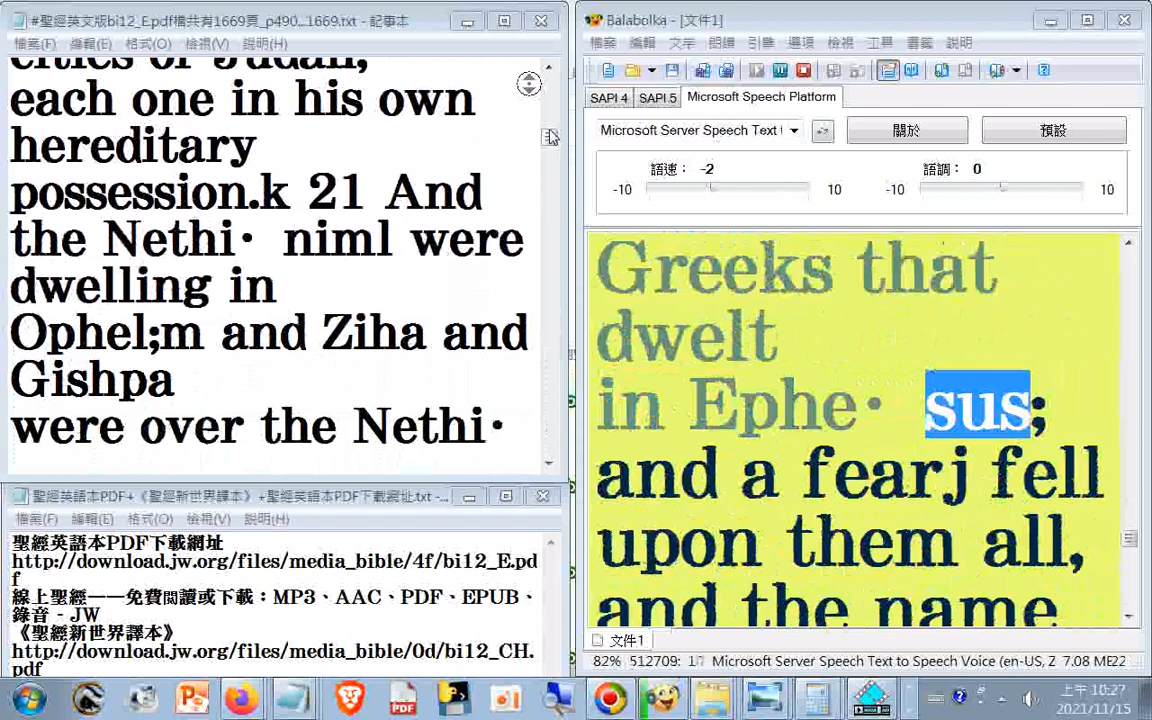 #聖經英文版bi12_E.pdf檔共有1669頁_p490...1669.txt - 記事本
檔案(F) 編輯(E) 格式(O) 檢視(V) 說明(H)
cities of Judah,
each one in his own
hereditary
possession.k 21 And
the Nethi· niml were
dwelling in
Ophel;m and Ziha and
Gishpa
were over the Nethi·
聖經英語本PDF+《聖經新世界譯本》+聖經英語本PDF下載網址.txt - ...
檔案(F) 編輯(E) 格式(O) 檢視(V) 說明(H)
聖經英語本PDF下載網址
http://download.jw.org/files/media_bible/4f/bi12_E.pd
f
線上聖經——免費閱讀或下載：MP3、AAC、PDF、EPUB、
錄音 - JW
《聖經新世界譯本》
http://download.jw.org/files/media_bible/0d/bi12_CH.
pdf
Balabolka - [文件1]
檔案 編輯 文字 朗讀 引擎 選項 檢視 工具 書籤 說明
SAPI 4 SAPI 5 Microsoft Speech Platform
Microsoft Server Speech Text 關於 預設
語速： -2 語調： 0
-10 10 -10 10
Greeks that
dwelt
in Ephe· sus;
and a fearj fell
upon them all,
and the name
文件1
82% 512709: Microsoft Server Speech Text to Speech Voice (en-US, Z 7.08 ME22
上午 10:27
2021/11/15